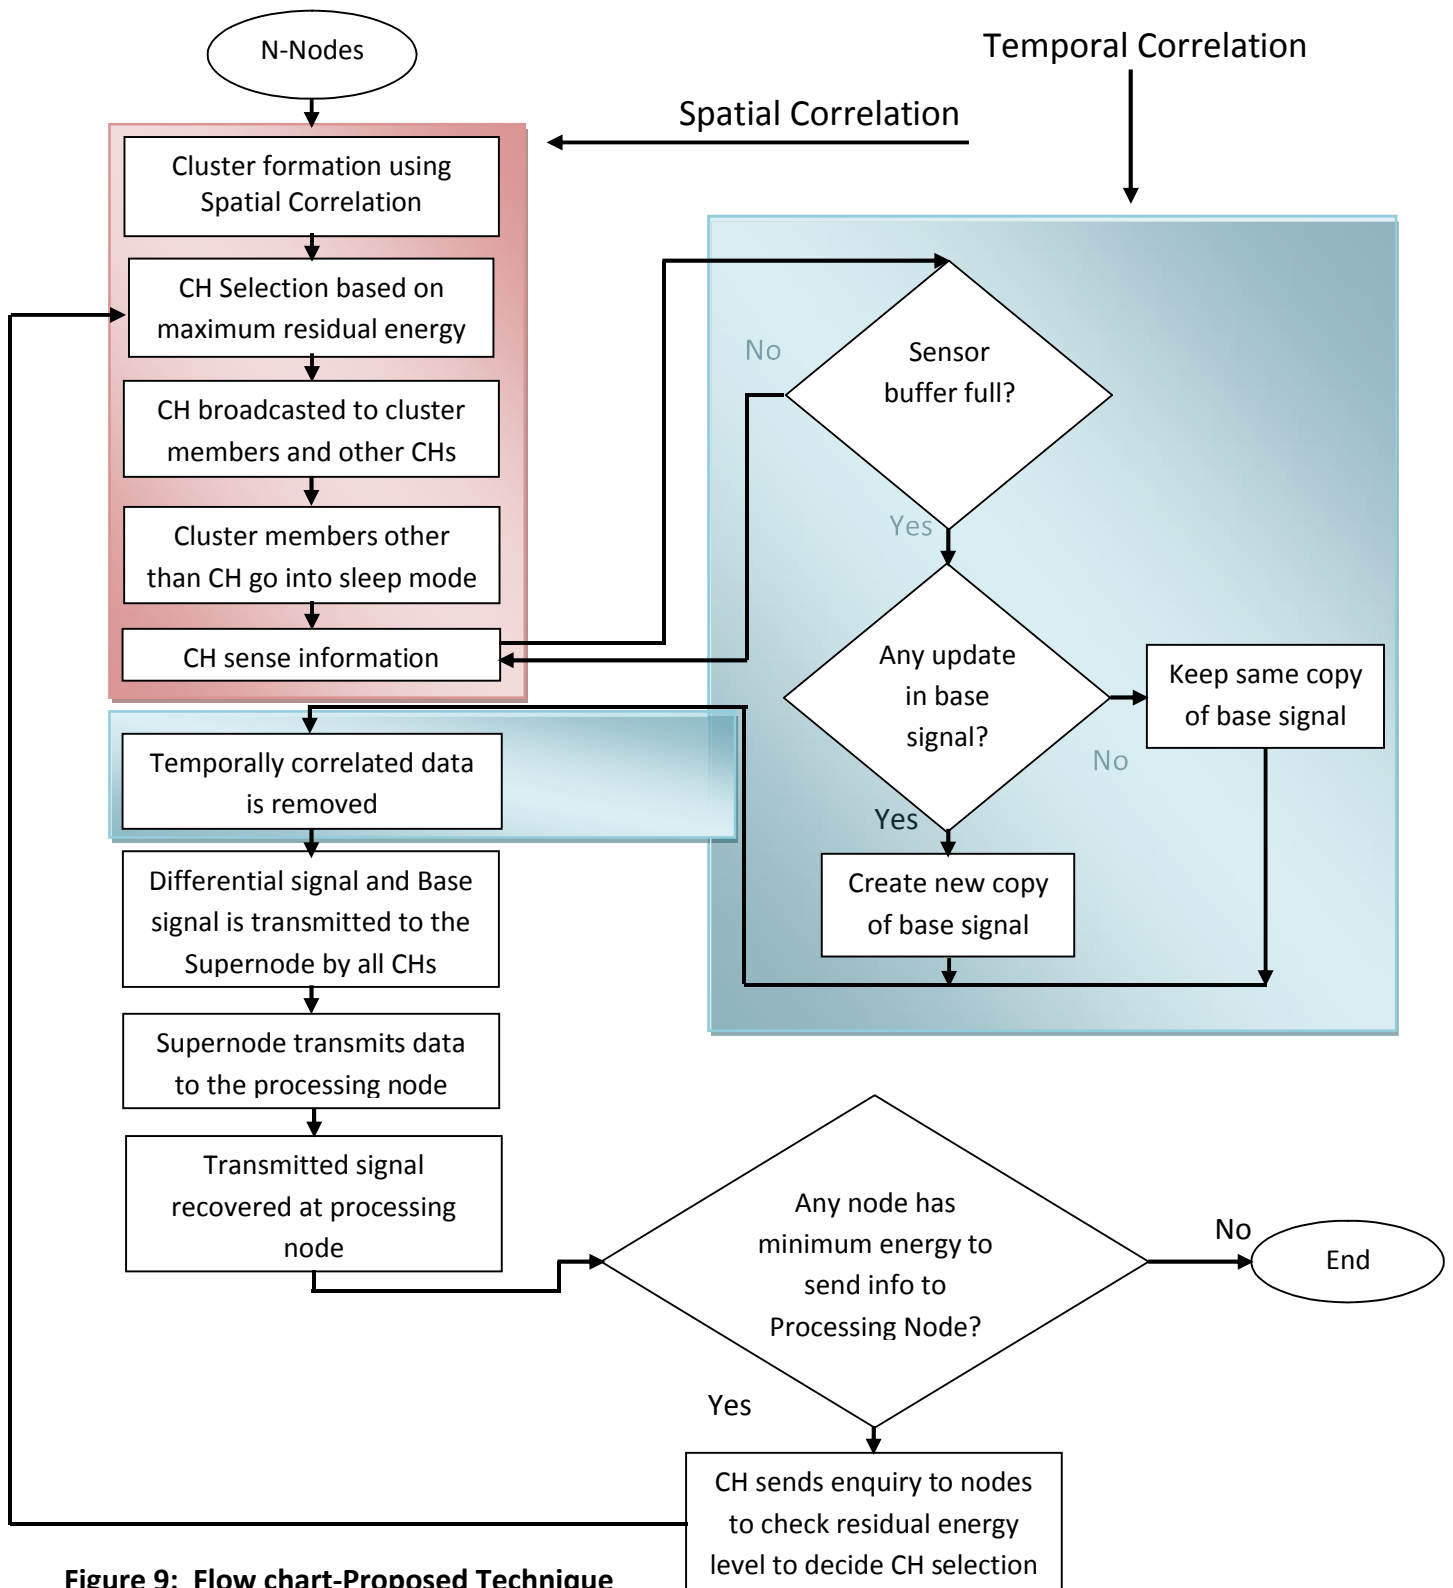 N-Nodes
Temporal Correlation
Spatial Correlation
Cluster formation using
Spatial Correlation
CH Selection based on
maximum residual energy
CH broadcasted to cluster
members and other CHs
Cluster members other
than CH go into sleep mode
CH sense information
No
Sensor
buffer full?
Yes
Any update
in base
signal?
No
Keep same copy
of base signal
Yes
Create new copy
of base signal
Temporally correlated data
is removed
Differential signal and Base
signal is transmitted to the
Supernode by all CHs
Supernode transmits data
to the processing node
Transmitted signal
recovered at processing
node
Any node has
minimum energy to
send info to
Processing Node?
No
End
Yes
CH sends enquiry to nodes
to check residual energy
level to decide CH selection
Figure 9: Flow chart-Proposed Technique